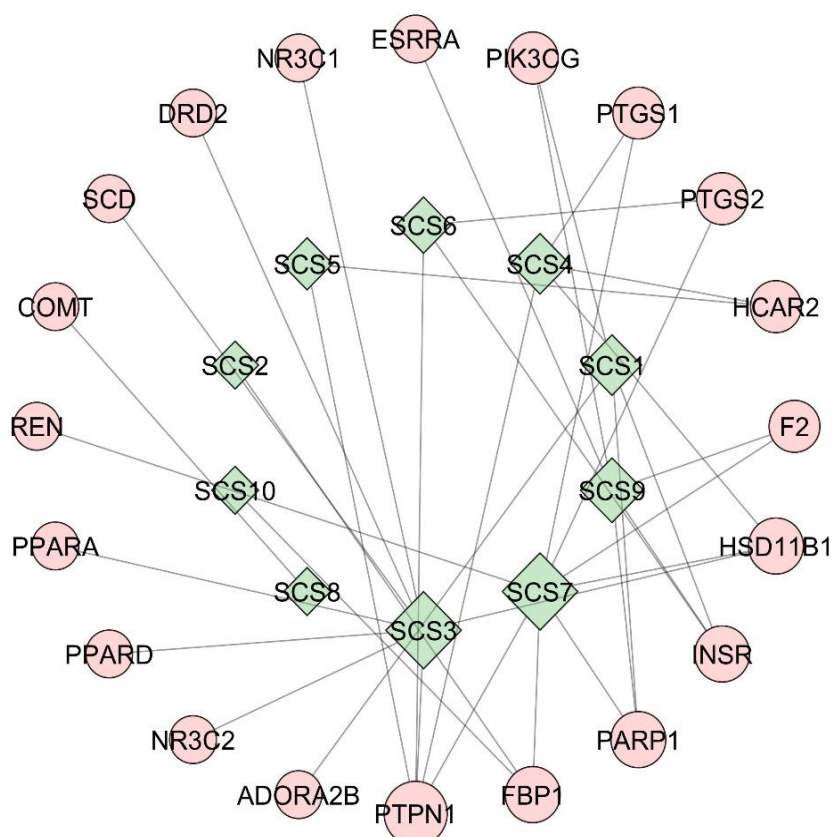 ESRRA
NR3C1
PIK3CG
DRD2
PTGS1
SCD
PTGS2
SCS6
SCS5
SCS4
COMT
HCAR2
SCS2
SCS1
REN
F2
SCS10
SCS9
PPARA
HSD11B1
SCS8
SCS7
SCS3
PPARD
INSR
NR3C2
PARP1
ADORA2B
FBP1
PTPN1